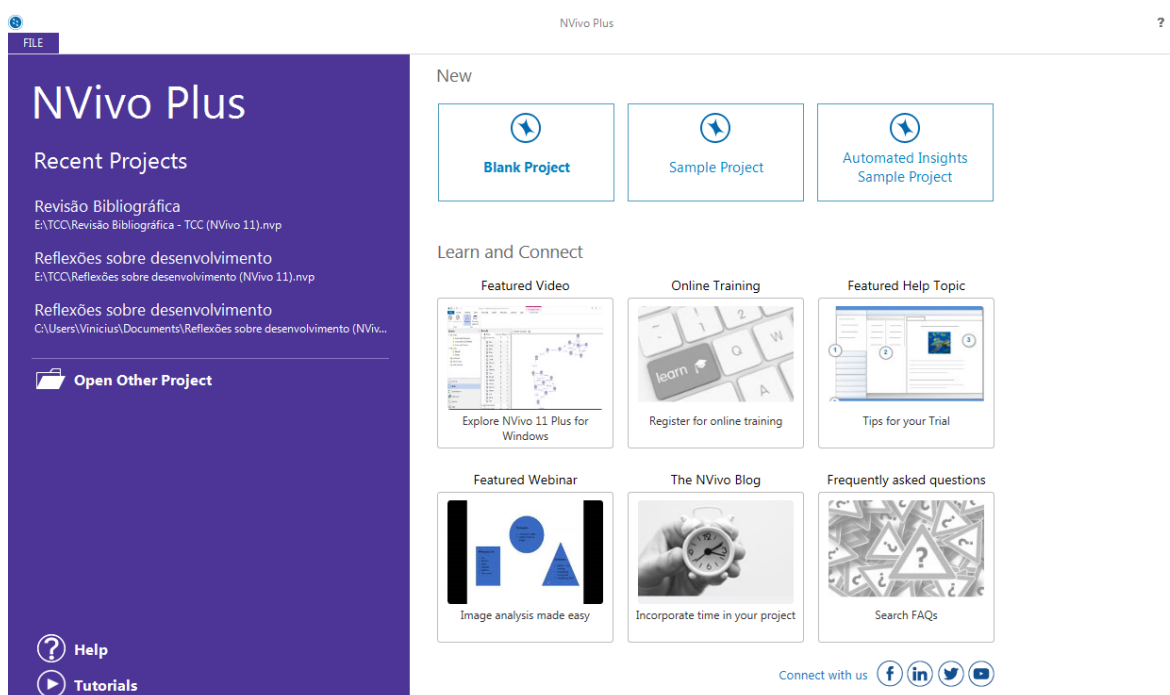 NVivo Plus
?
FILE
NVivo Plus
Recent Projects
Revisão Bibliográfica
E:\TCC\Revisão Bibliográfica - TCC (NVivo 11).nvp
Reflexões sobre desenvolvimento
E:\TCC\Reflexões sobre desenvolvimento (NVivo 11).nvp
Reflexões sobre desenvolvimento
C:\Users\Vinicius\Documents\Reflexões sobre desenvolvimento (NViv...
Open Other Project
Help
Tutorials
New
Blank Project
Sample Project
Automated Insights
Sample Project
Learn and Connect
Featured Video
Explore NVivo 11 Plus for
Windows
Online Training
learn
Register for online training
Featured Help Topic
1
2
3
Tips for your Trial
Featured Webinar
Image analysis made easy
The NVivo Blog
Incorporate time in your project
Frequently asked questions
Search FAQs
Connect with us